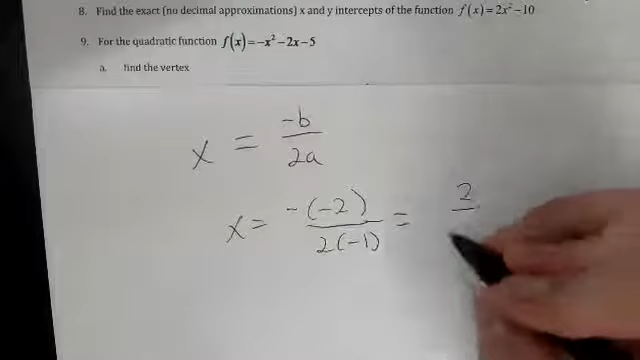 8. Find the exact (no decimal approximations) x and y intercepts of the function f(x) = 2x² − 10
9. For the quadratic function f(x) = −x² − 2x − 5
a. find the vertex
x = -b/2a
x = -(-2)/2(-1) = 2/